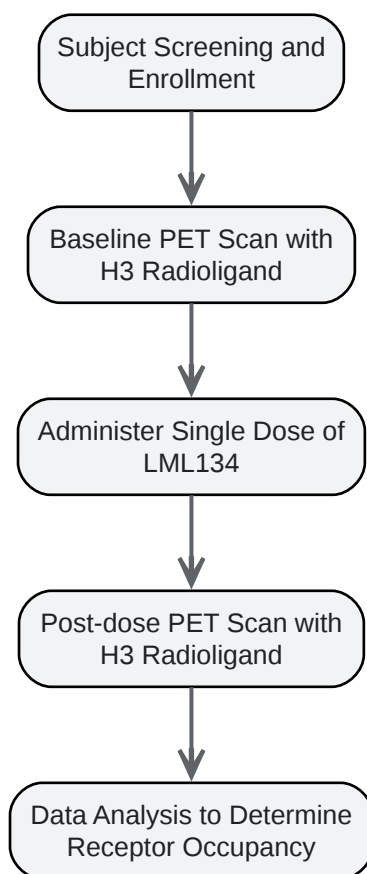 Subject Screening and
Enrollment
Baseline PET Scan with
H3 Radioligand
Administer Single Dose of
LML134
Post-dose PET Scan with
H3 Radioligand
Data Analysis to Determine
Receptor Occupancy